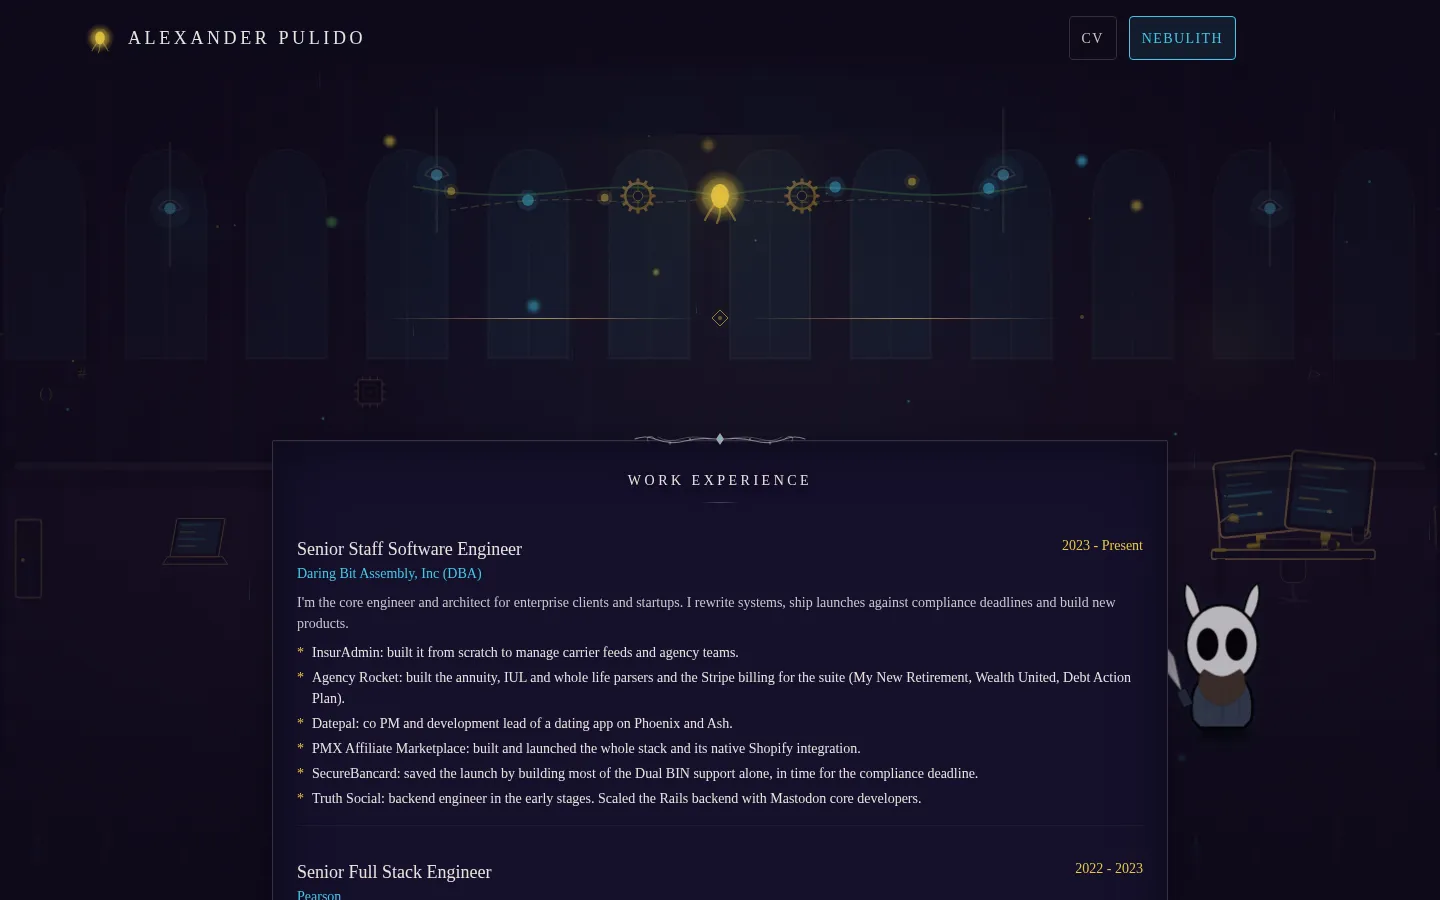 ALEXANDER PULIDO
CV
NEBULITH
WORK EXPERIENCE
Senior Staff Software Engineer
2023 - Present
Daring Bit Assembly, Inc (DBA)
I'm the core engineer and architect for enterprise clients and startups. I rewrite systems, ship launches against compliance deadlines and build new
products.
* InsurAdmin: built it from scratch to manage carrier feeds and agency teams.
* Agency Rocket: built the annuity, IUL and whole life parsers and the Stripe billing for the suite (My New Retirement, Wealth United, Debt Action
Plan).
* Datepal: co PM and development lead of a dating app on Phoenix and Ash.
* PMX Affiliate Marketplace: built and launched the whole stack and its native Shopify integration.
* SecureBancard: saved the launch by building most of the Dual BIN support alone, in time for the compliance deadline.
* Truth Social: backend engineer in the early stages. Scaled the Rails backend with Mastodon core developers.
Senior Full Stack Engineer
2022 - 2023
Pearson